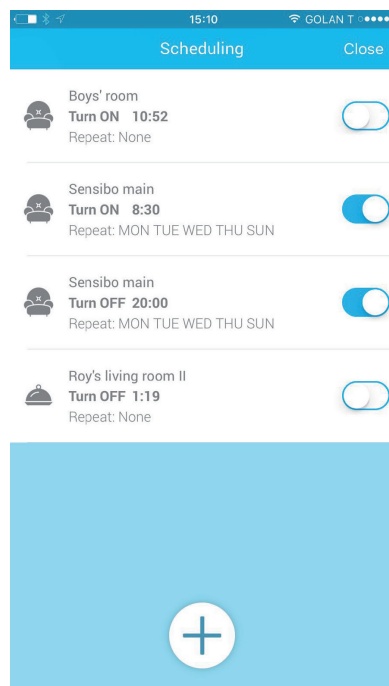 15:10 GOLAN T
Scheduling Close
Boys' room
Turn ON 10:52
Repeat: None
Sensibo main
Turn ON 8:30
Repeat: MON TUE WED THU SUN
Sensibo main
Turn OFF 20:00
Repeat: MON TUE WED THU SUN
Roy's living room II
Turn OFF 1:19
Repeat: None